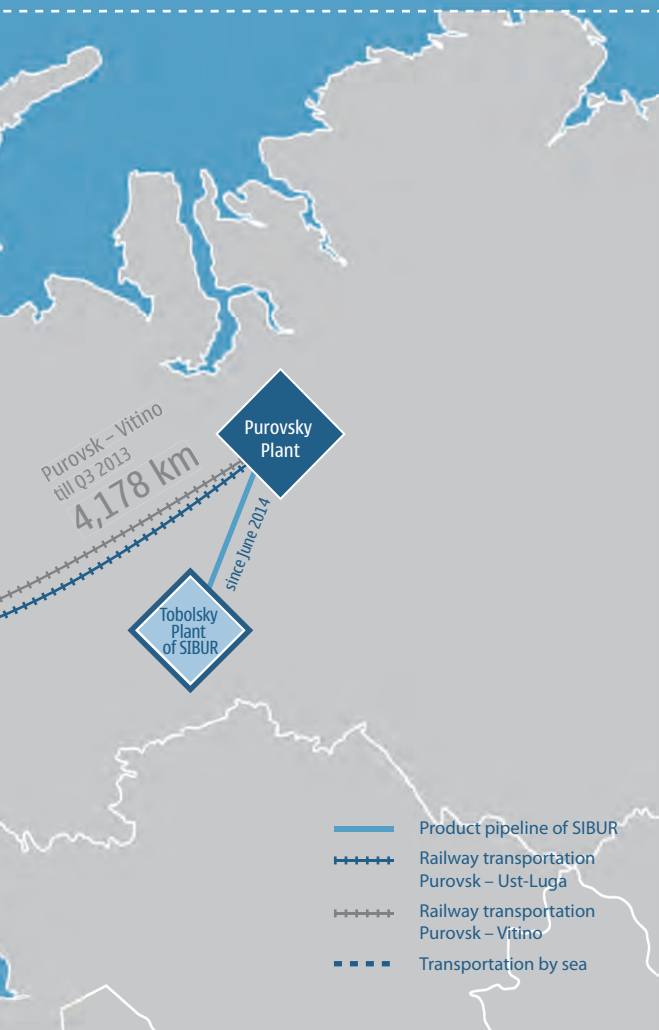 Purovsk – Vitino
till Q3 2013
4,178 km
Purovsky
Plant
since June 2014
Tobolsky
Plant
of SIBUR
Product pipeline of SIBUR
Railway transportation
Purovsk – Ust-Luga
Railway transportation
Purovsk – Vitino
Transportation by sea